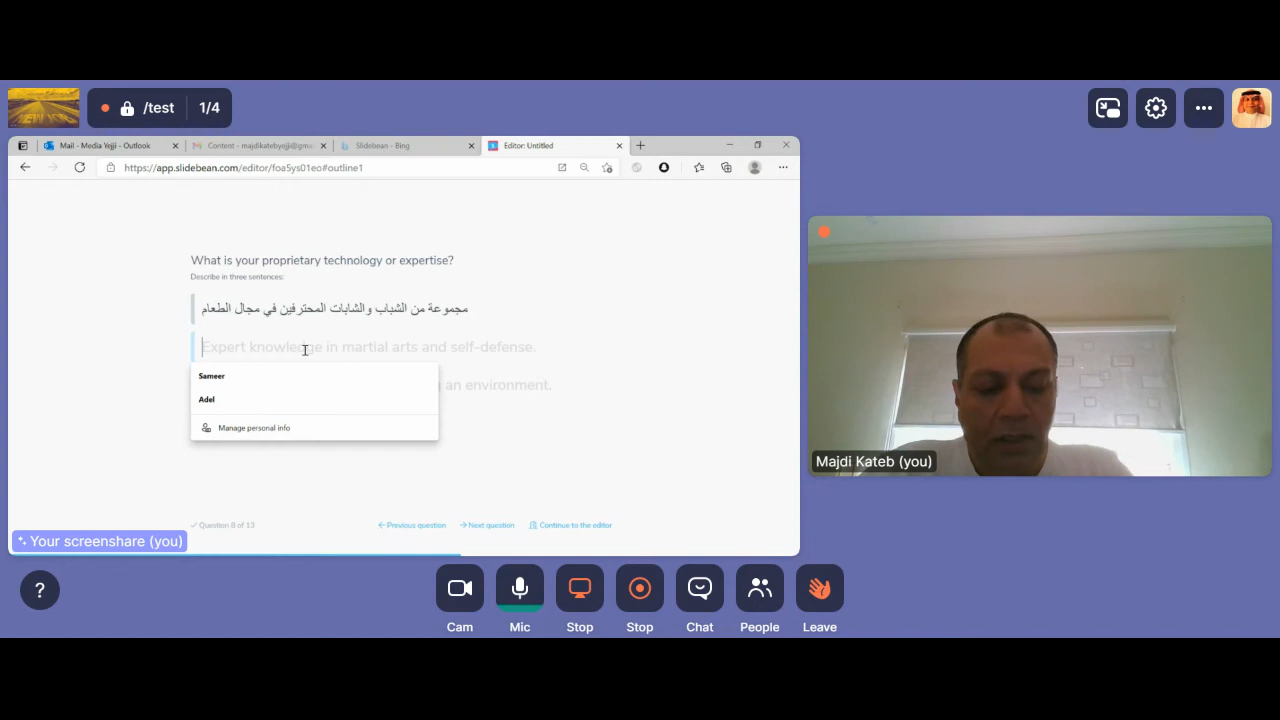 /test 1/4
Mail - Media Yejji - Outlook
Content - majdikatebyejji@gma
Slidebean - Bing
Editor: Untitled
https://app.slidebean.com/editor/foa5ys01eo#outline1
What is your proprietary technology or expertise?
Describe in three sentences:
مجموعة من الشباب والشابات المحترفين في مجال الطعام
Expert knowledge in martial arts and self-defense.
Sameer
an environment.
Adel
Manage personal info
Majdi Kateb (you)
Question 8 of 13
Previous question
Next question
Continue to the editor
Your screenshare (you)
?
Cam
Mic
Stop
Stop
Chat
People
Leave